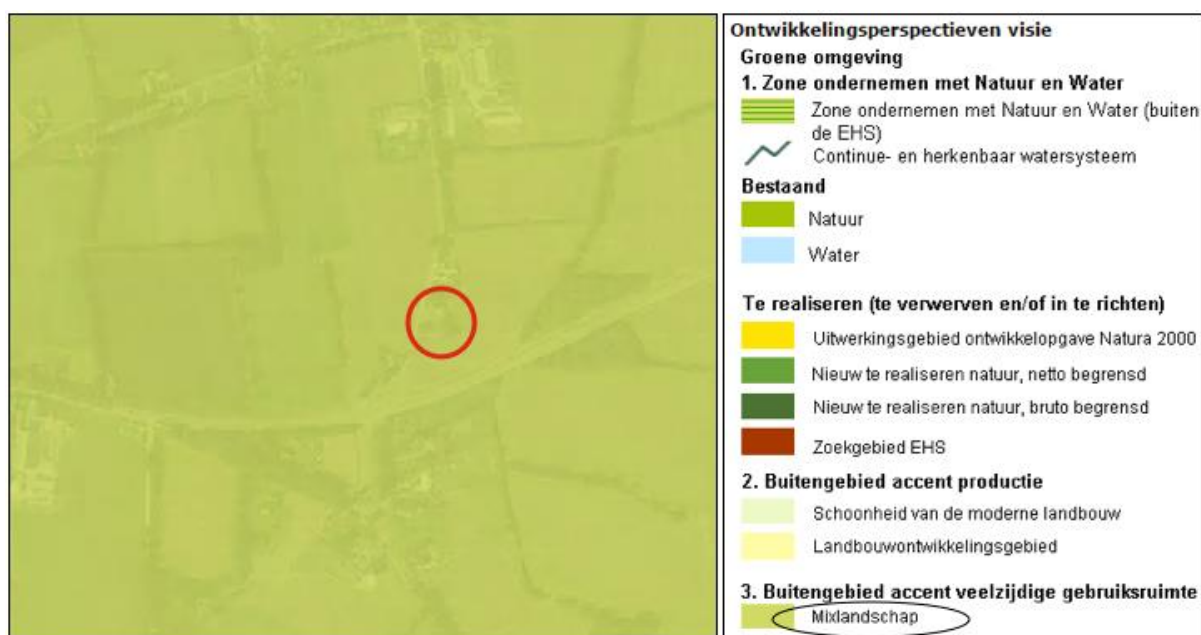 Ontwikkelingsperspectieven visie
Groene omgeving
1. Zone ondernemen met Natuur en Water
Zone ondernemen met Natuur en Water (buiten
de EHS)
Continue- en herkenbaar watersysteem
Bestaand
Natuur
Water
Te realiseren (te verwerven en/of in te richten)
Uitwerkingsgebied ontwikkelopgave Natura 2000
Nieuw te realiseren natuur, netto begrensd
Nieuw te realiseren natuur, bruto begrensd
Zoekgebied EHS
2. Buitengebied accent productie
Schoonheid van de moderne landbouw
Landbouwontwikkelingsgebied
3. Buitengebied accent veelzijdige gebruiksruimte
Mixlandschap